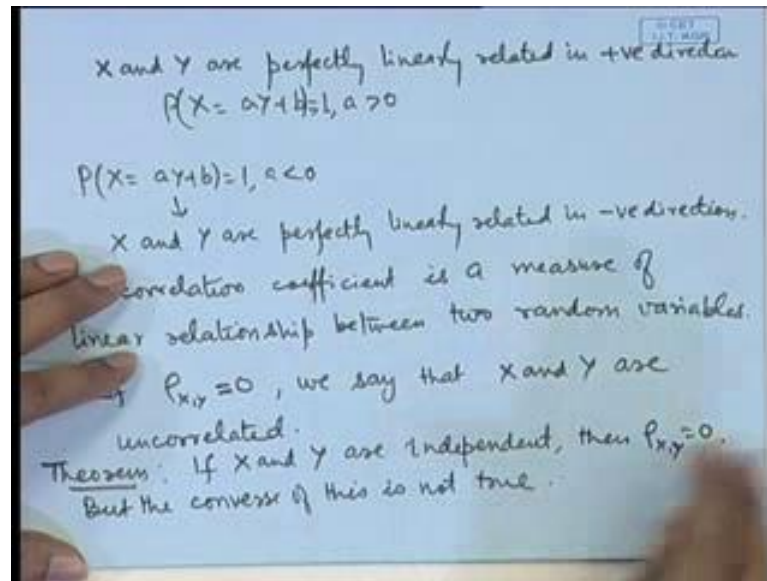 X and Y are perfectly linearly related in +ve direction
P(X = aY+b)=1, a>0
P(X= aY+b)=1, a<0
↓
X and Y are perfectly linearly related in -ve direction.
correlation coefficient is a measure of
linear relationship between two random variables.
ρx,y =0, we say that X and Y are
uncorrelated.
Theorem: If X and Y are independent, then ρx,y=0.
But the converse of this is not true.